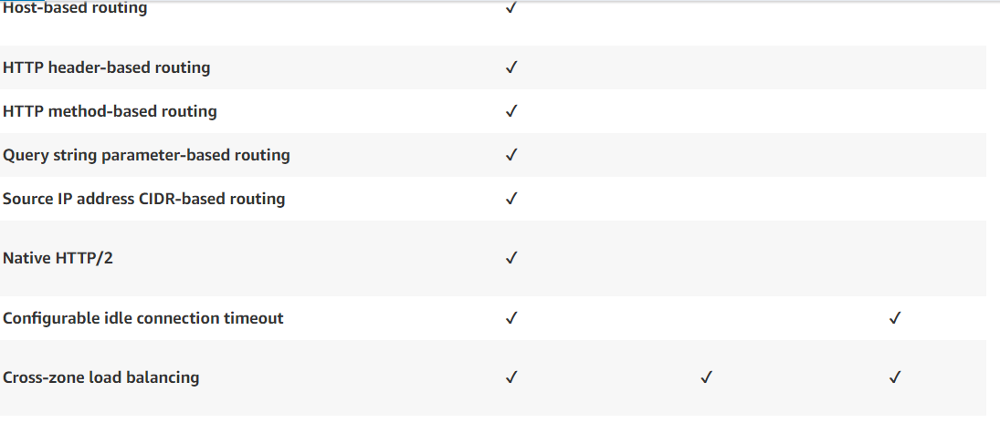 Host-based routing ✓
HTTP header-based routing ✓
HTTP method-based routing ✓
Query string parameter-based routing ✓
Source IP address CIDR-based routing ✓
Native HTTP/2 ✓
Configurable idle connection timeout ✓ ✓
Cross-zone load balancing ✓ ✓ ✓